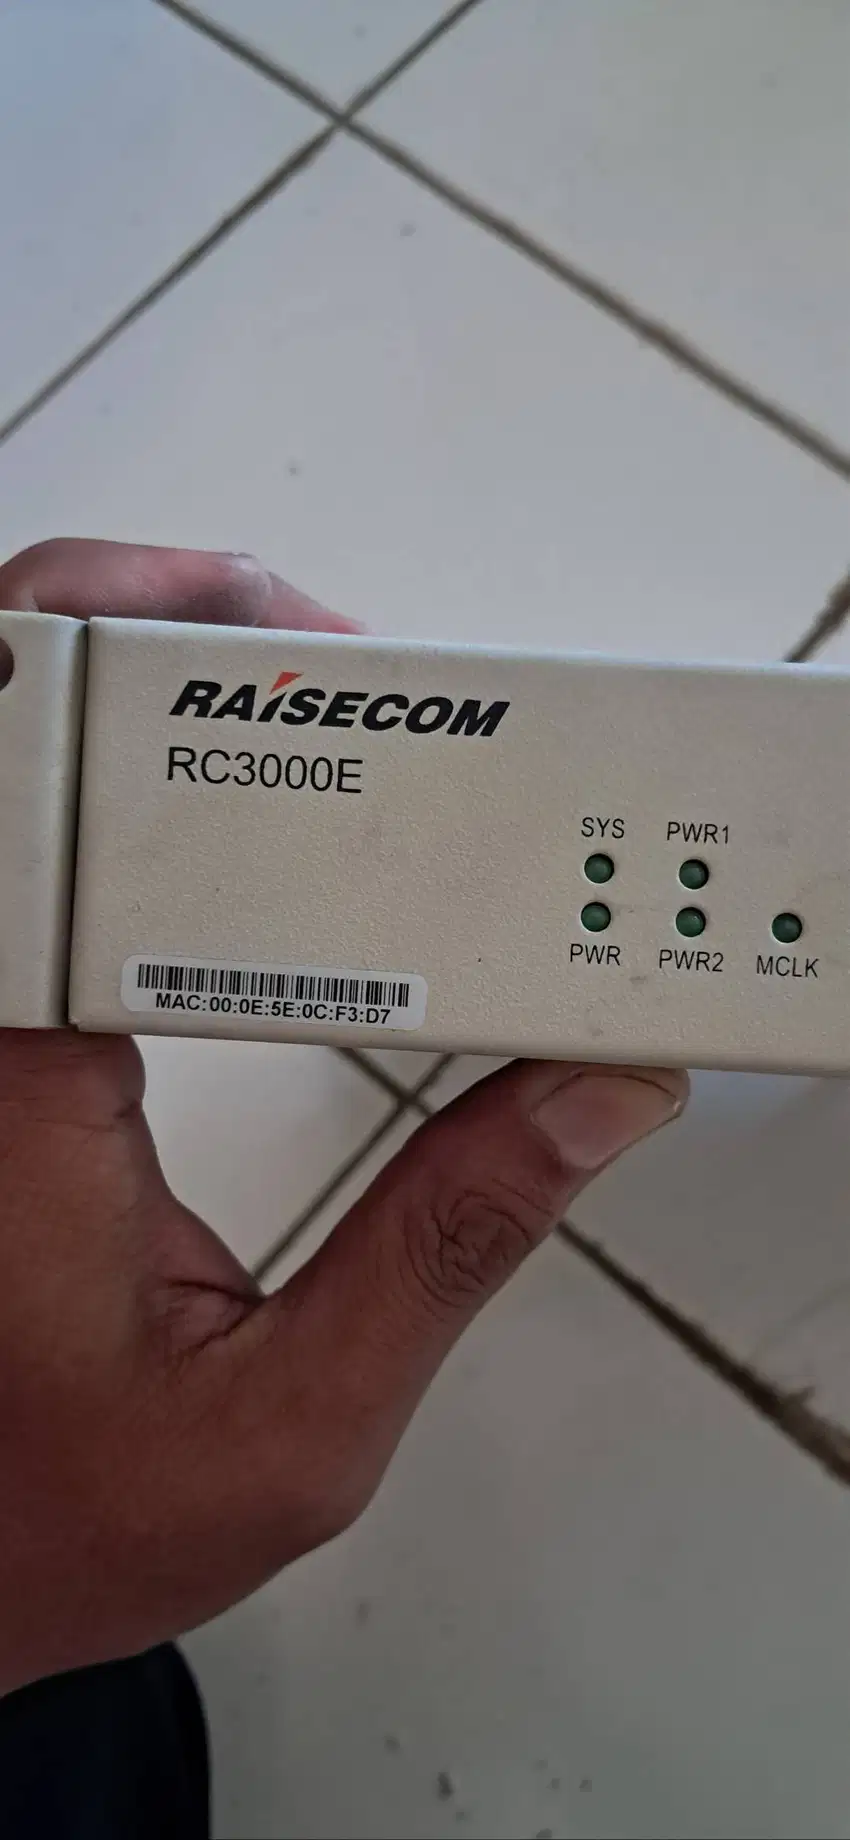 RAISECOM
RC3000E
SYS PWR1
PWR PWR2 MCLK
MAC:00:0E:5E:0C:F3:D7